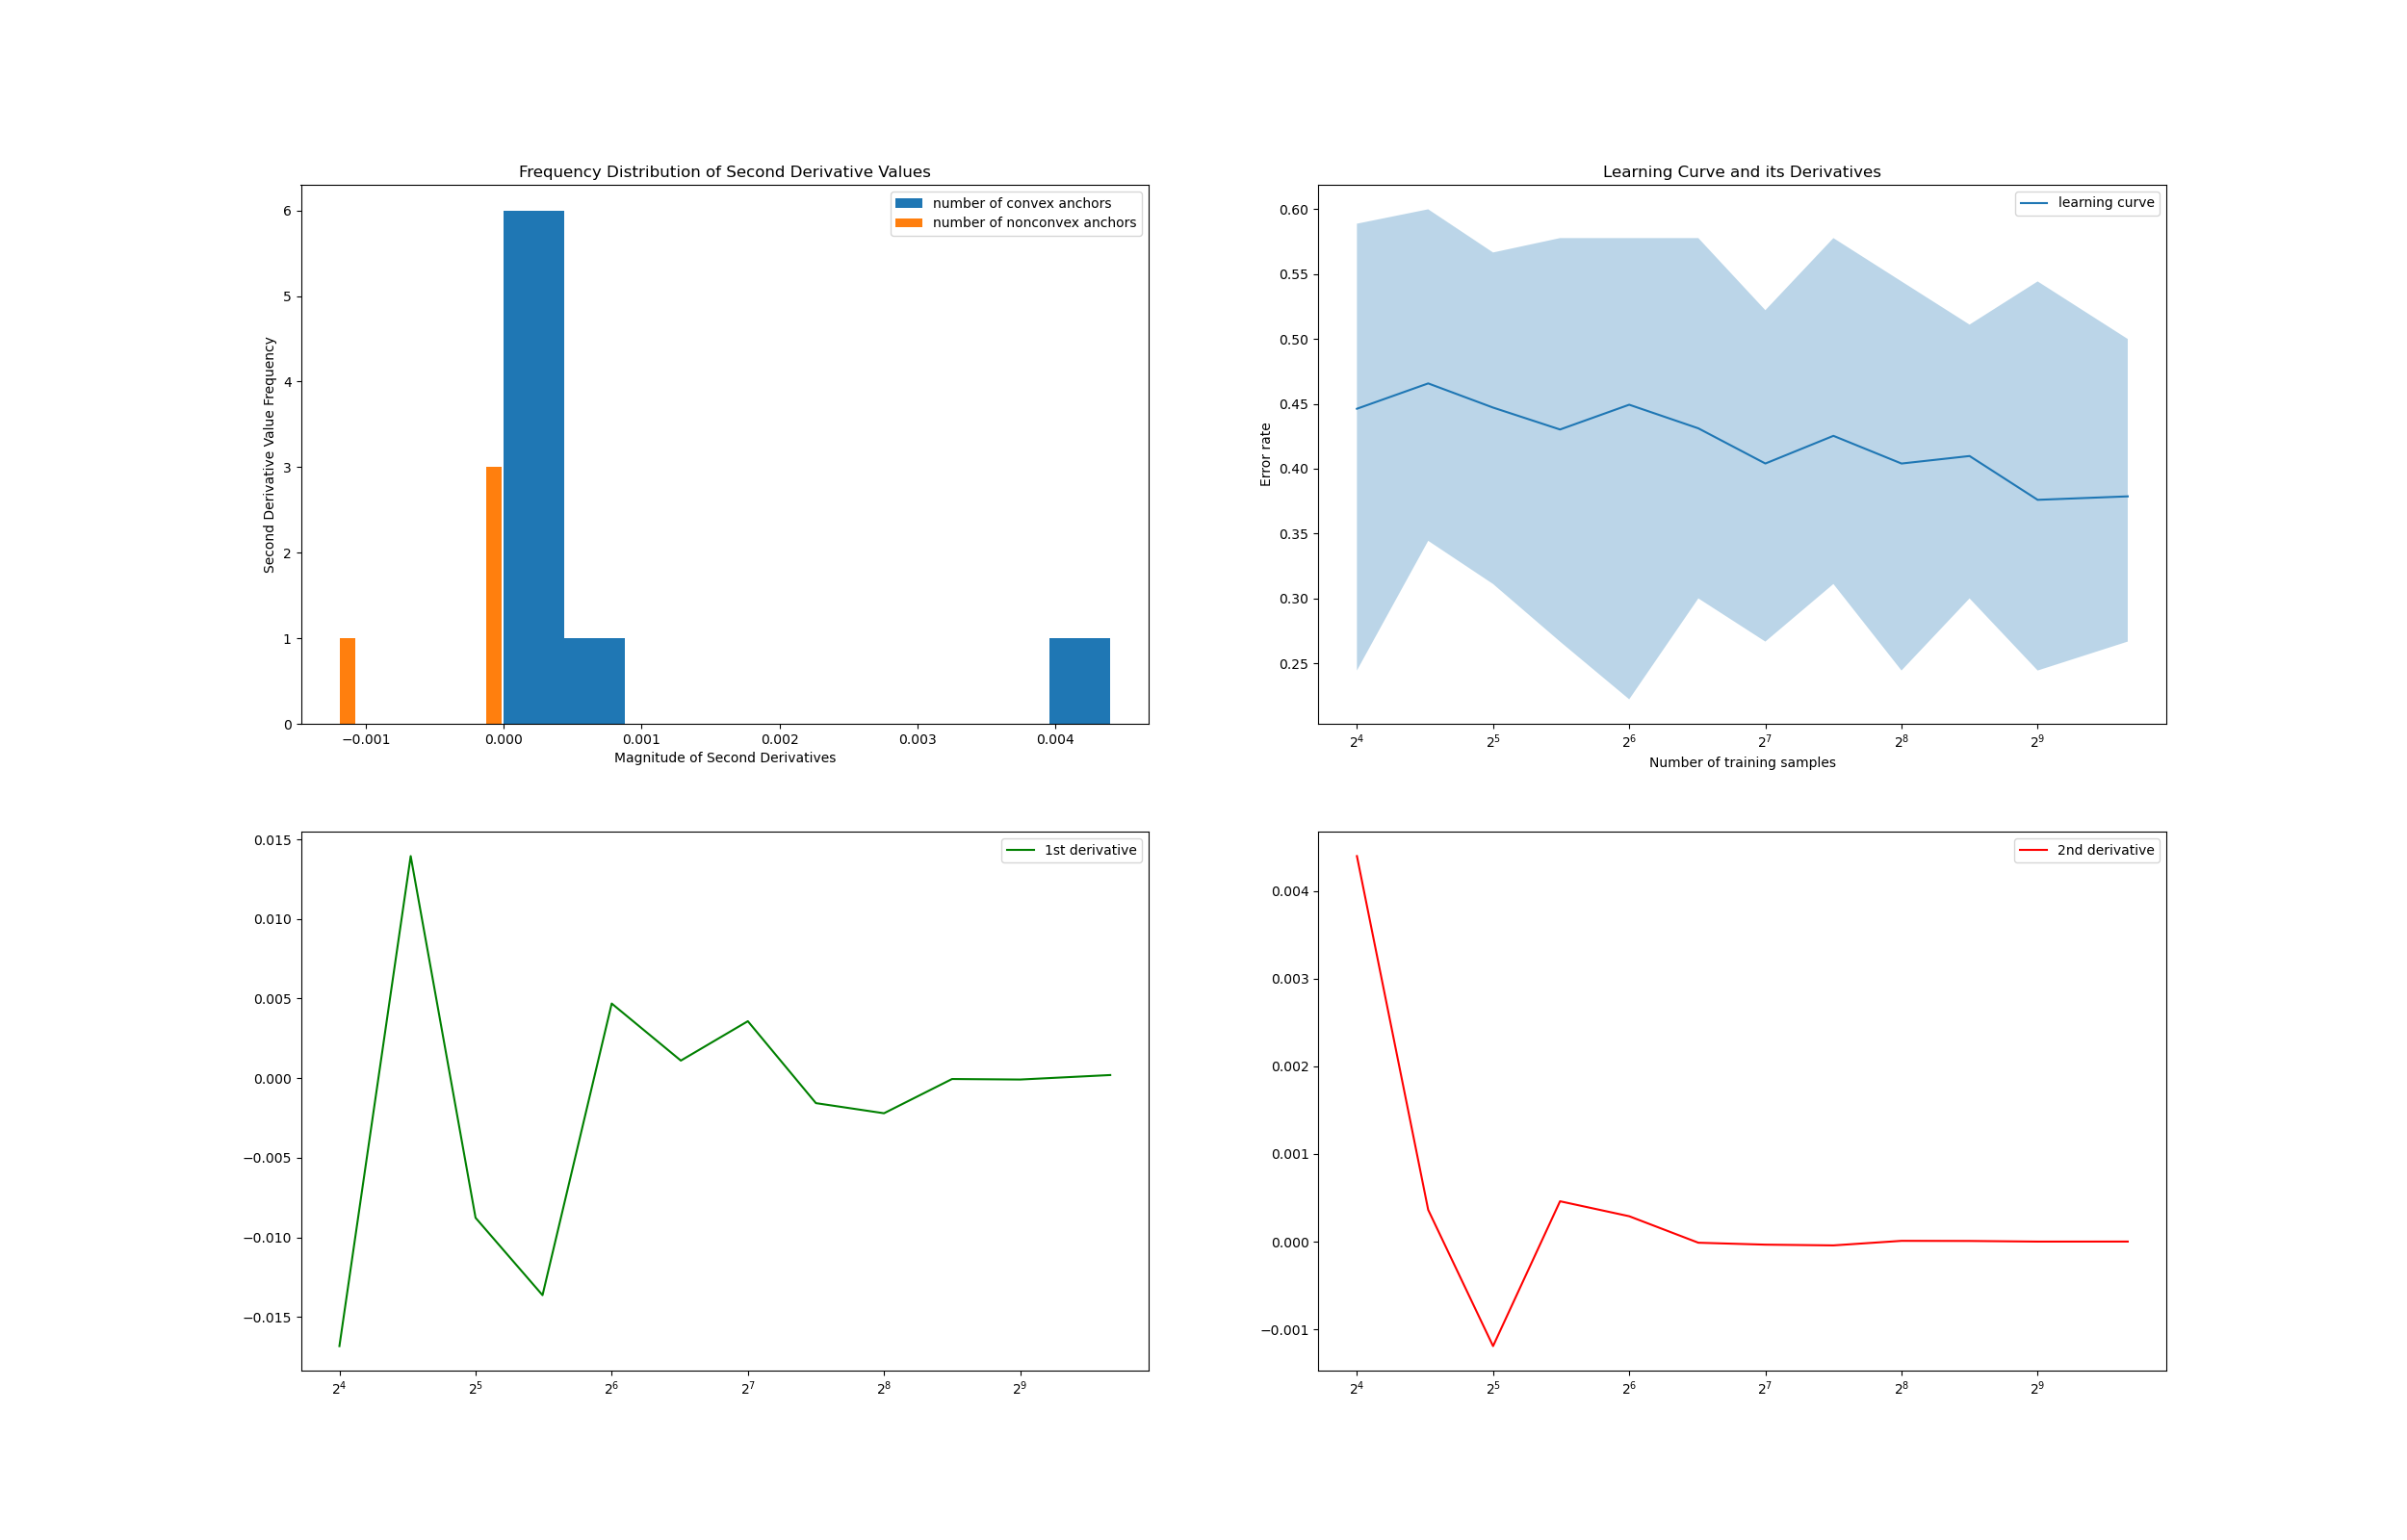 Frequency Distribution of Second Derivative Values
number of convex anchors
number of nonconvex anchors
6
5
4
3
2
1
0
Second Derivative Value Frequency
−0.001 0.000 0.001 0.002 0.003 0.004
Magnitude of Second Derivatives
Learning Curve and its Derivatives
learning curve
0.60
0.55
0.50
0.45
0.40
0.35
0.30
0.25
Error rate
2⁴ 2⁵ 2⁶ 2⁷ 2⁸ 2⁹
Number of training samples
1st derivative
0.015
0.010
0.005
0.000
−0.005
−0.010
−0.015
2⁴ 2⁵ 2⁶ 2⁷ 2⁸ 2⁹
2nd derivative
0.004
0.003
0.002
0.001
0.000
−0.001
2⁴ 2⁵ 2⁶ 2⁷ 2⁸ 2⁹